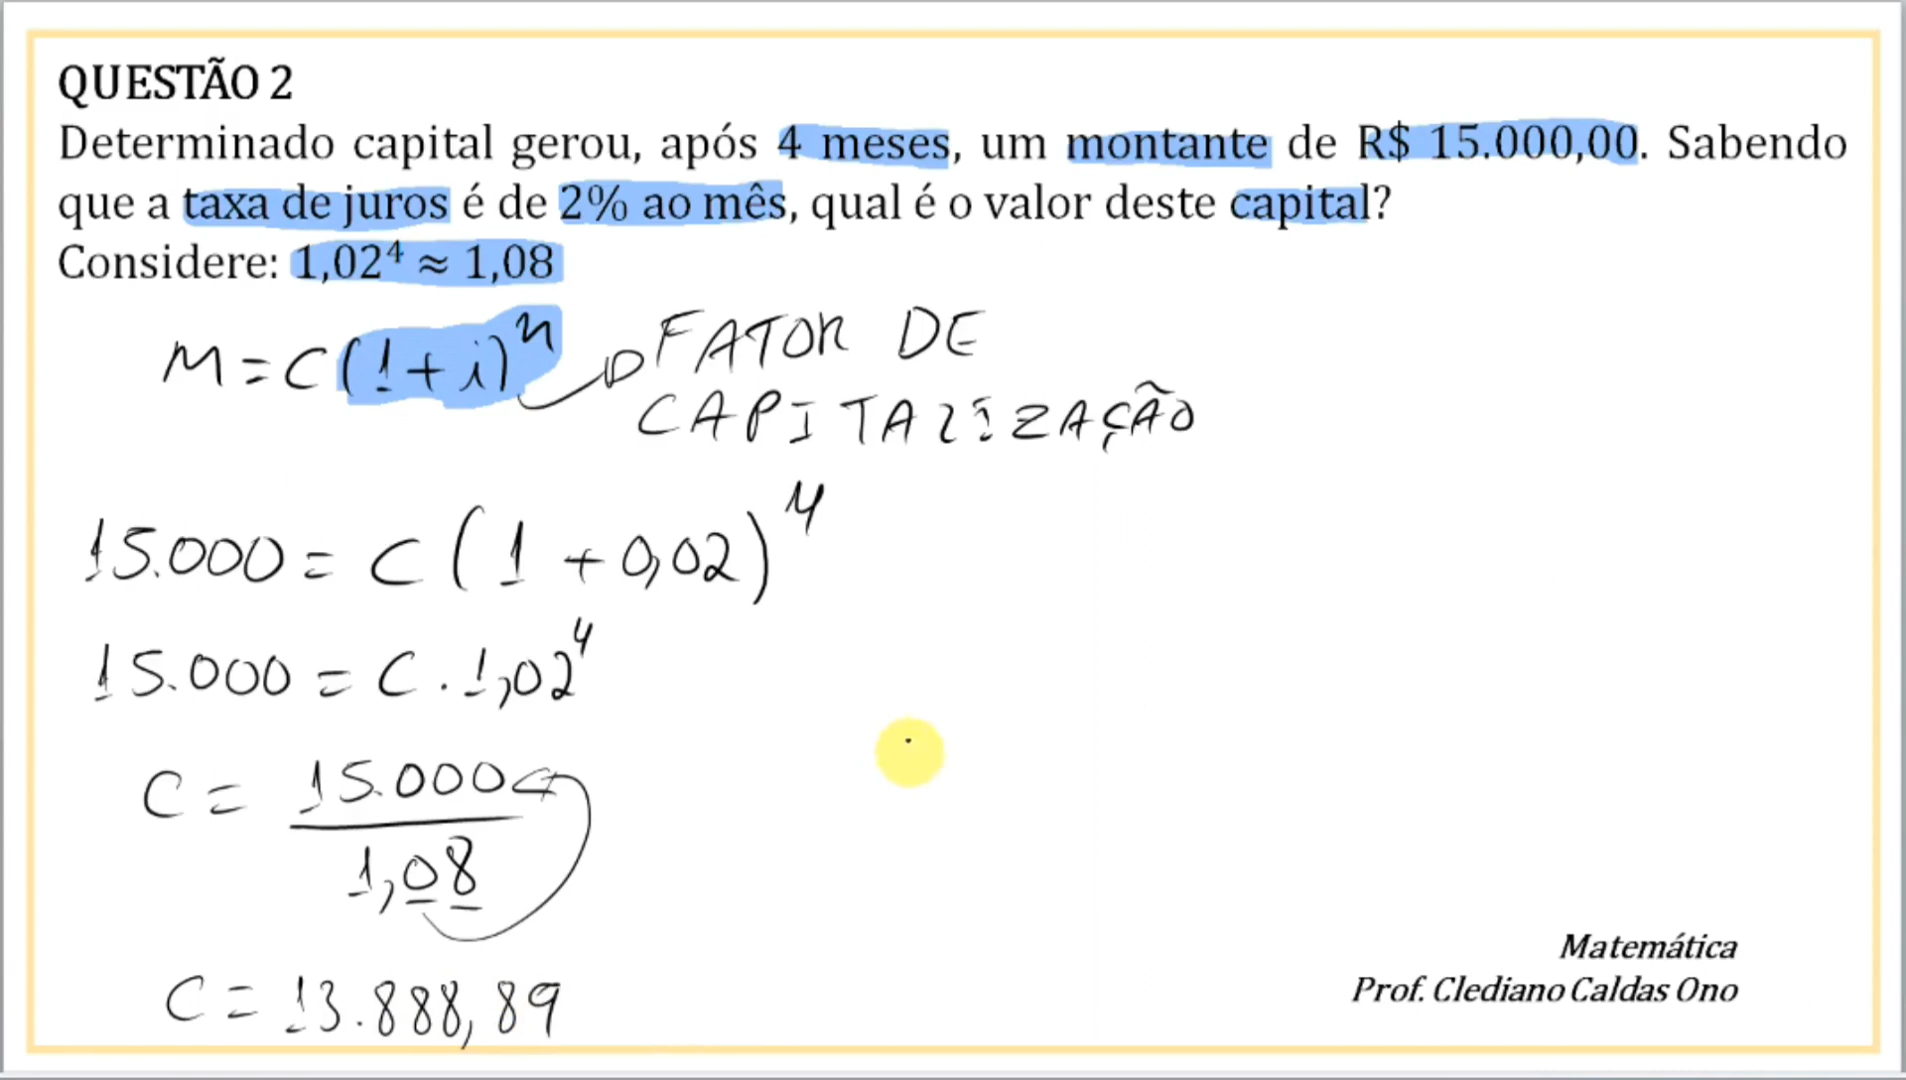 QUESTÃO 2
Determinado capital gerou, após 4 meses, um montante de R$ 15.000,00. Sabendo
que a taxa de juros é de 2% ao mês, qual é o valor deste capital?
Considere: 1,02⁴ ≈ 1,08
M = C(1+i)ⁿ
FATOR DE
CAPITALIZAÇÃO
15.000 = C(1+0,02)⁴
15.000 = C.1,02⁴
C = 15.000
1,08
C = 13.888,89
Matemática
Prof. Clediano Caldas Ono